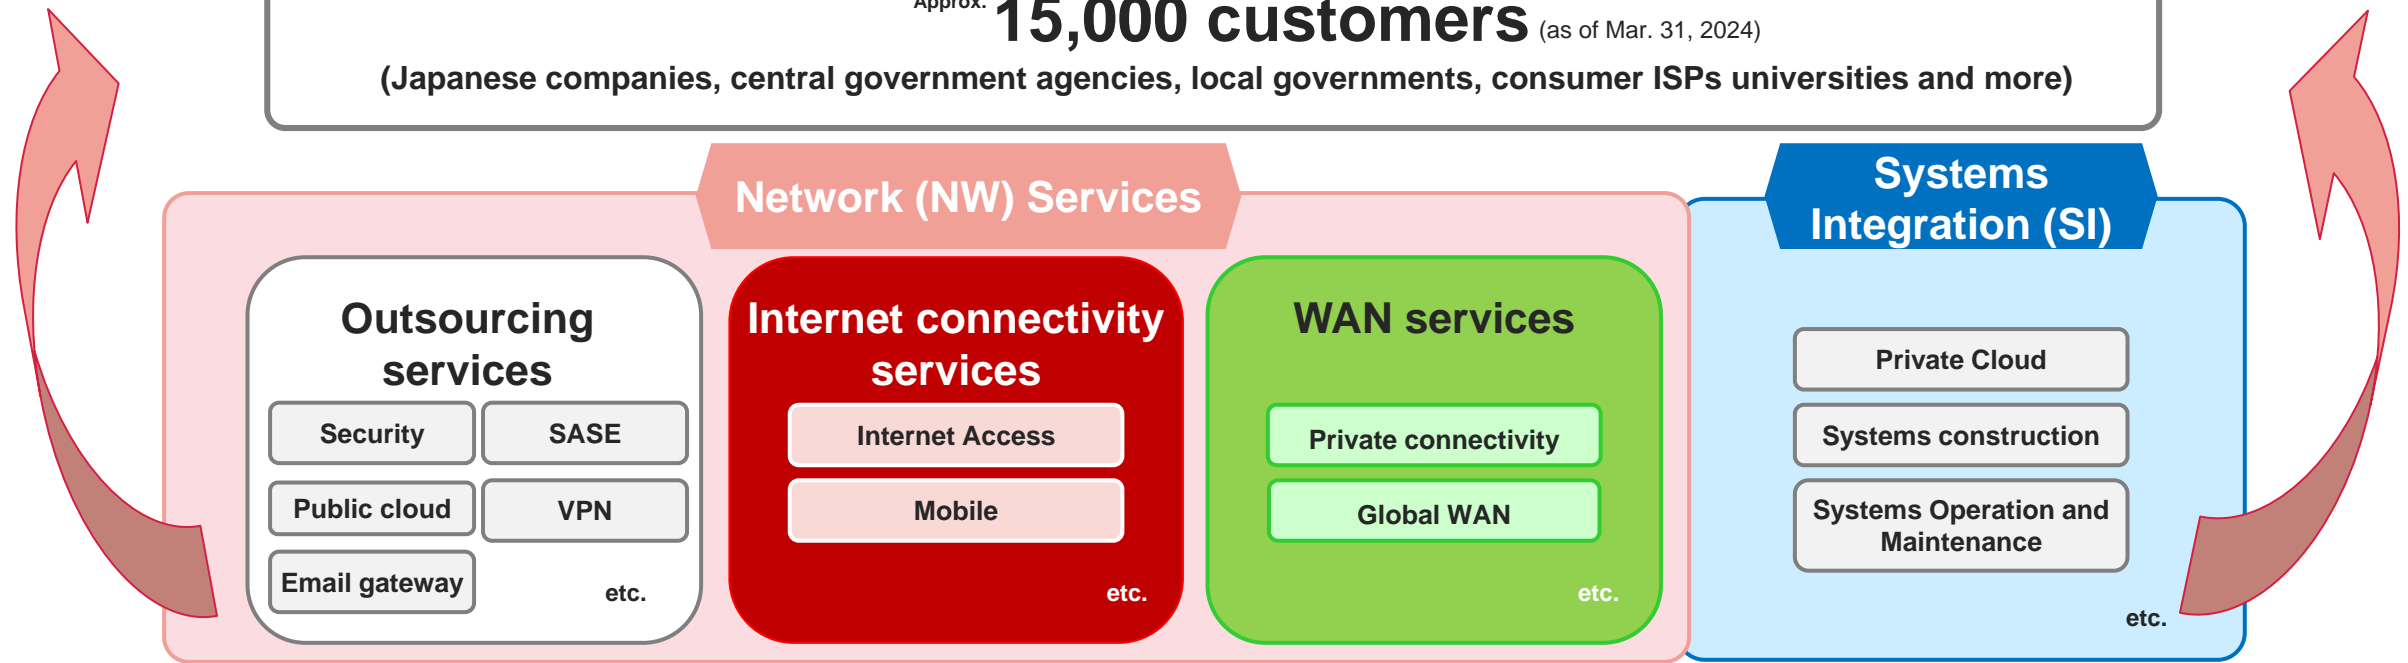 Approx. 15,000 customers (as of Mar. 31, 2024)
(Japanese companies, central government agencies, local governments, consumer ISPs universities and more)
Network (NW) Services
Systems
Integration (SI)
Outsourcing
services
Security
SASE
Public cloud
VPN
Email gateway
etc.
Internet connectivity
services
Internet Access
Mobile
etc.
WAN services
Private connectivity
Global WAN
etc.
Private Cloud
Systems construction
Systems Operation and
Maintenance
etc.